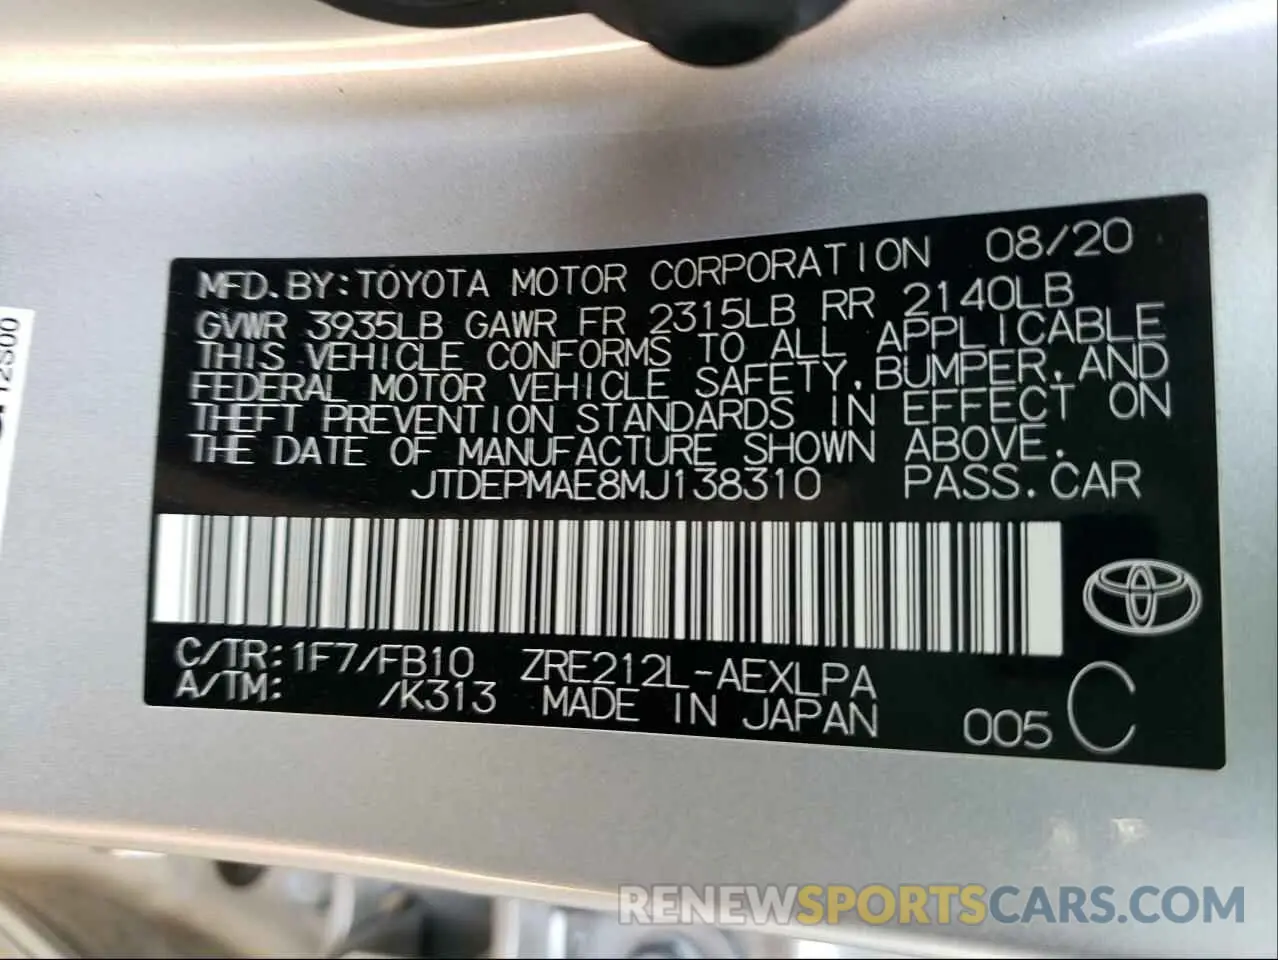 MFD. BY: TOYOTA MOTOR CORPORATION 08/20
GVWR 3935LB GAWR FR 2315LB RR 2140LB
THIS VEHICLE CONFORMS TO ALL APPLICABLE
FEDERAL MOTOR VEHICLE SAFETY, BUMPER, AND
THEFT PREVENTION STANDARDS IN EFFECT ON
THE DATE OF MANUFACTURE SHOWN ABOVE.
JTDEPMAE8MJ138310 PASS. CAR
C/TR: 1F7/FB10 ZRE212L-AEXLPA
A/TM: /K313 MADE IN JAPAN 005 C
RENEWSPORTSCARS.COM